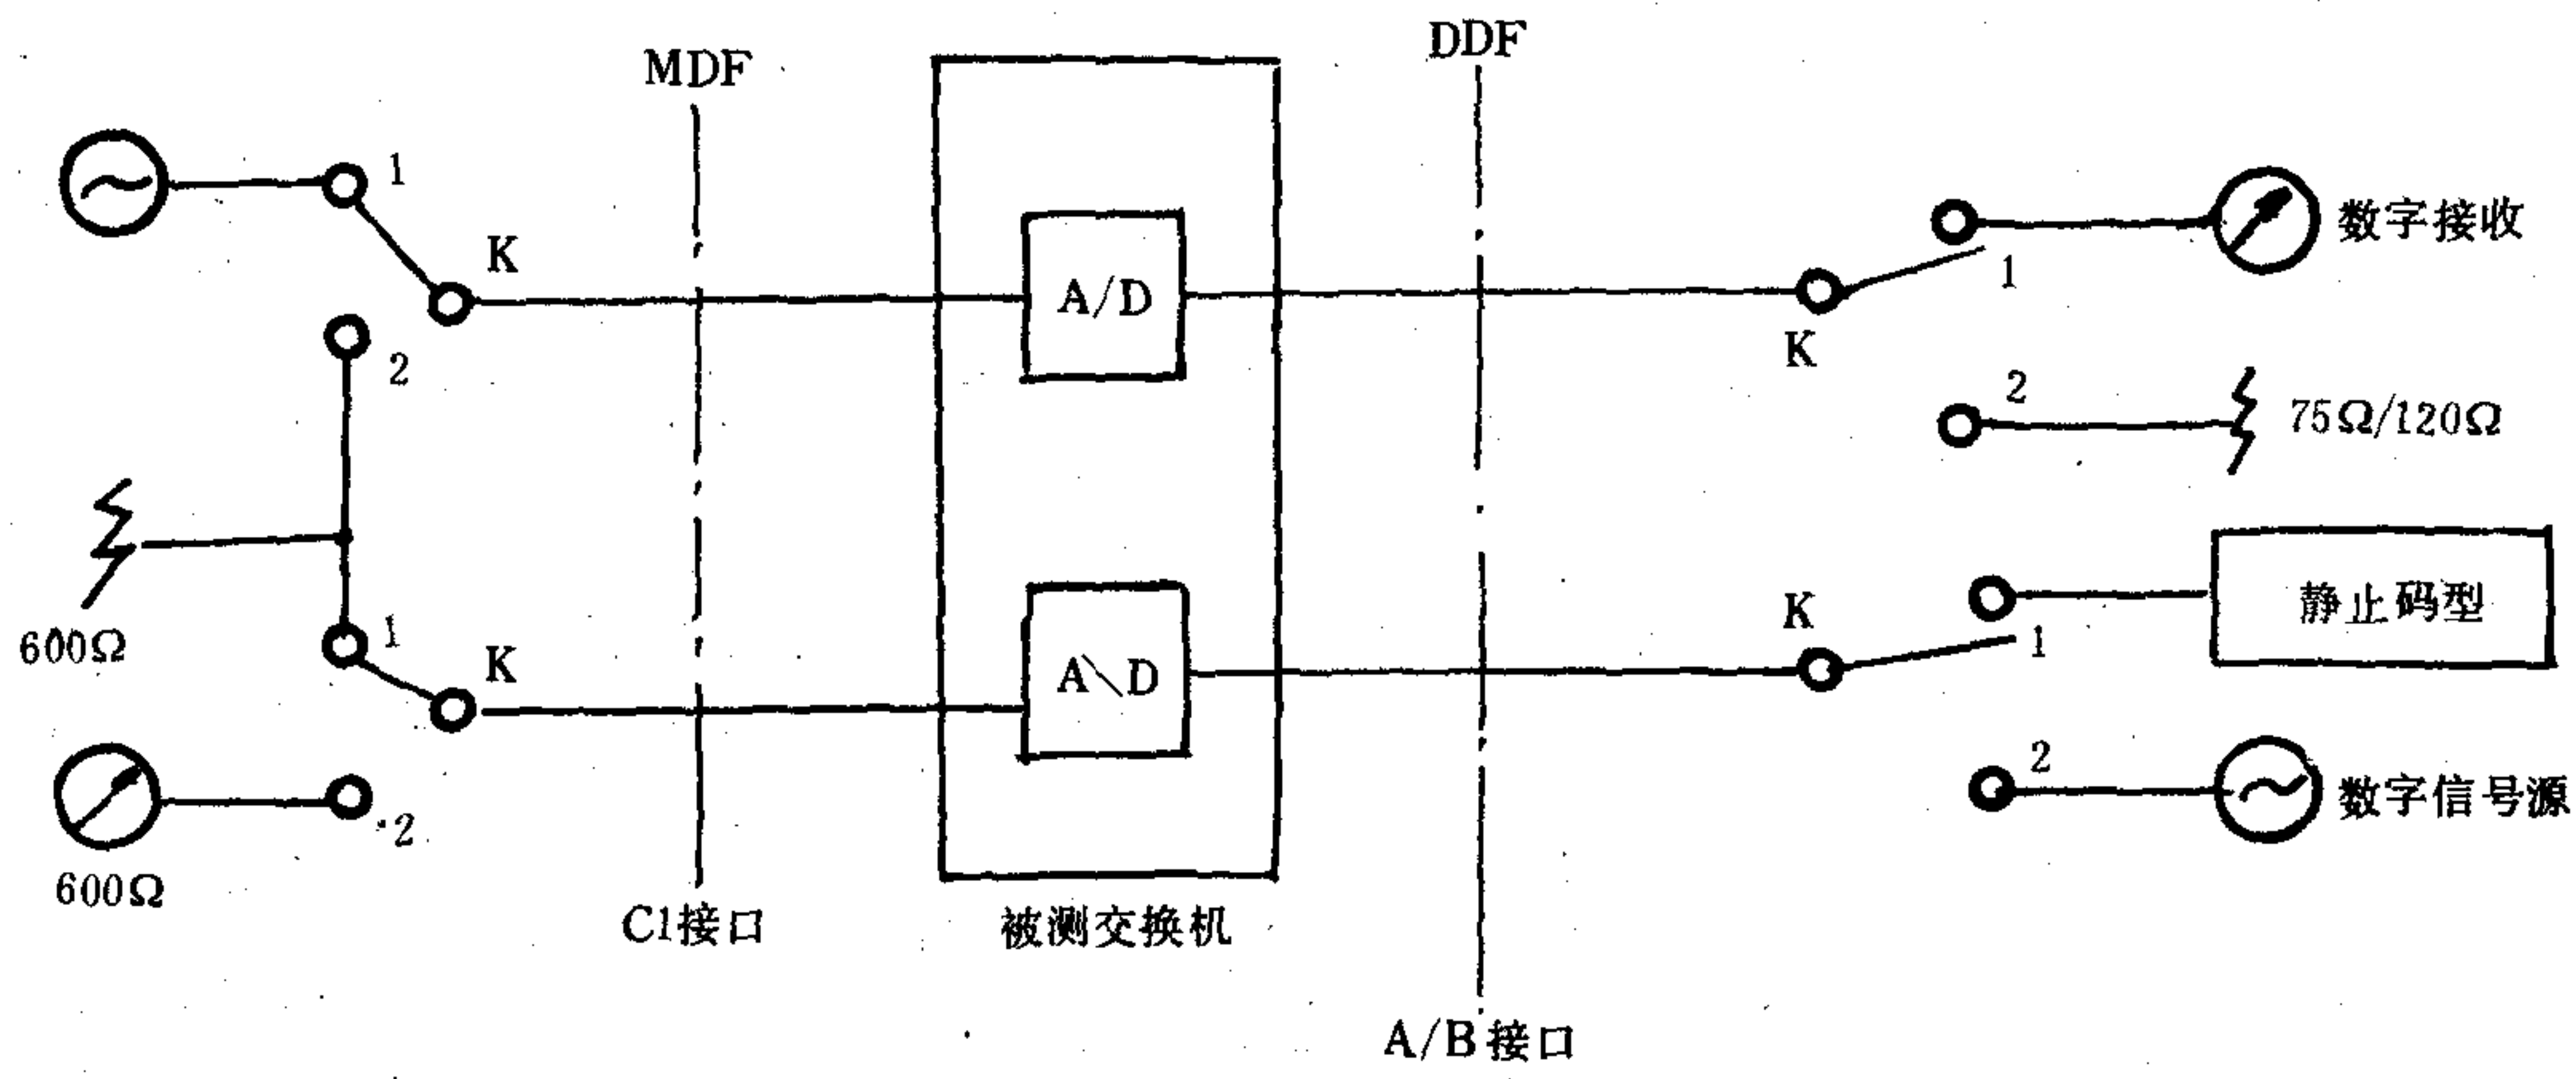 MDF
DDF
1
K
A/D
数字接收
1
K
2
2
75Ω/120Ω
600Ω
1
K
A\D
K
静止码型
1
2
数字信号源
2
600Ω
C1接口
被测交换机
A/B接口